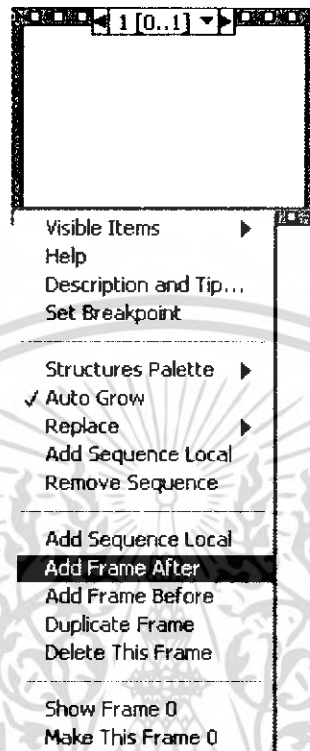 1 [0..1]
Visible Items
Help
Description and Tip...
Set Breakpoint
Structures Palette
Auto Grow
Replace
Add Sequence Local
Remove Sequence
Add Sequence Local
Add Frame After
Add Frame Before
Duplicate Frame
Delete This Frame
Show Frame 0
Make This Frame 0